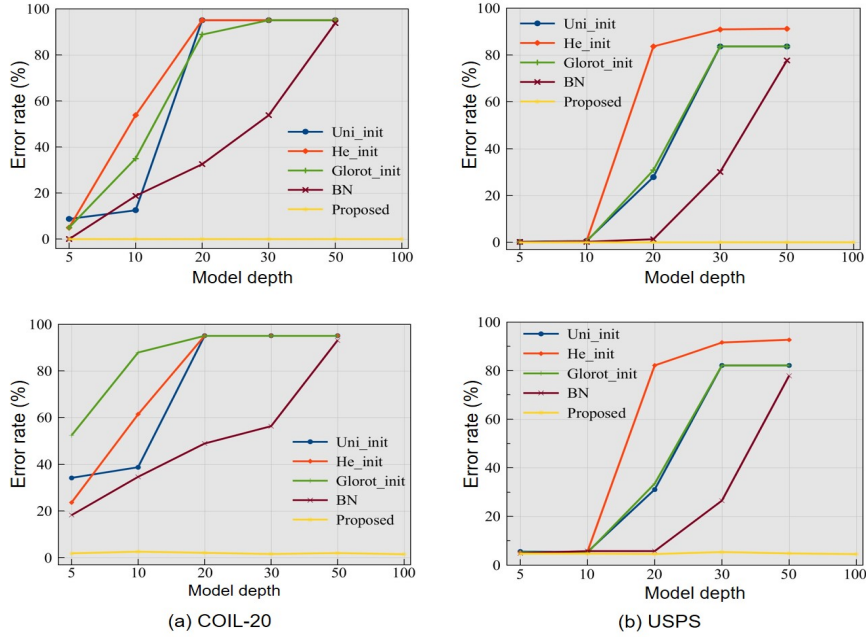 100
80
60
40
20
0
Error rate (%)
Uni_init
He_init
Glorot_init
BN
Proposed
5 10 20 30 50 100
Model depth
100
80
60
40
20
0
Error rate (%)
Uni_init
He_init
Glorot_init
BN
Proposed
5 10 20 30 50 100
Model depth
100
80
60
40
20
0
Error rate (%)
Uni_init
He_init
Glorot_init
BN
Proposed
5 10 20 30 50 100
Model depth
(a) COIL-20
100
80
60
40
20
0
Error rate (%)
Uni_init
He_init
Glorot_init
BN
Proposed
5 10 20 30 50 100
Model depth
(b) USPS